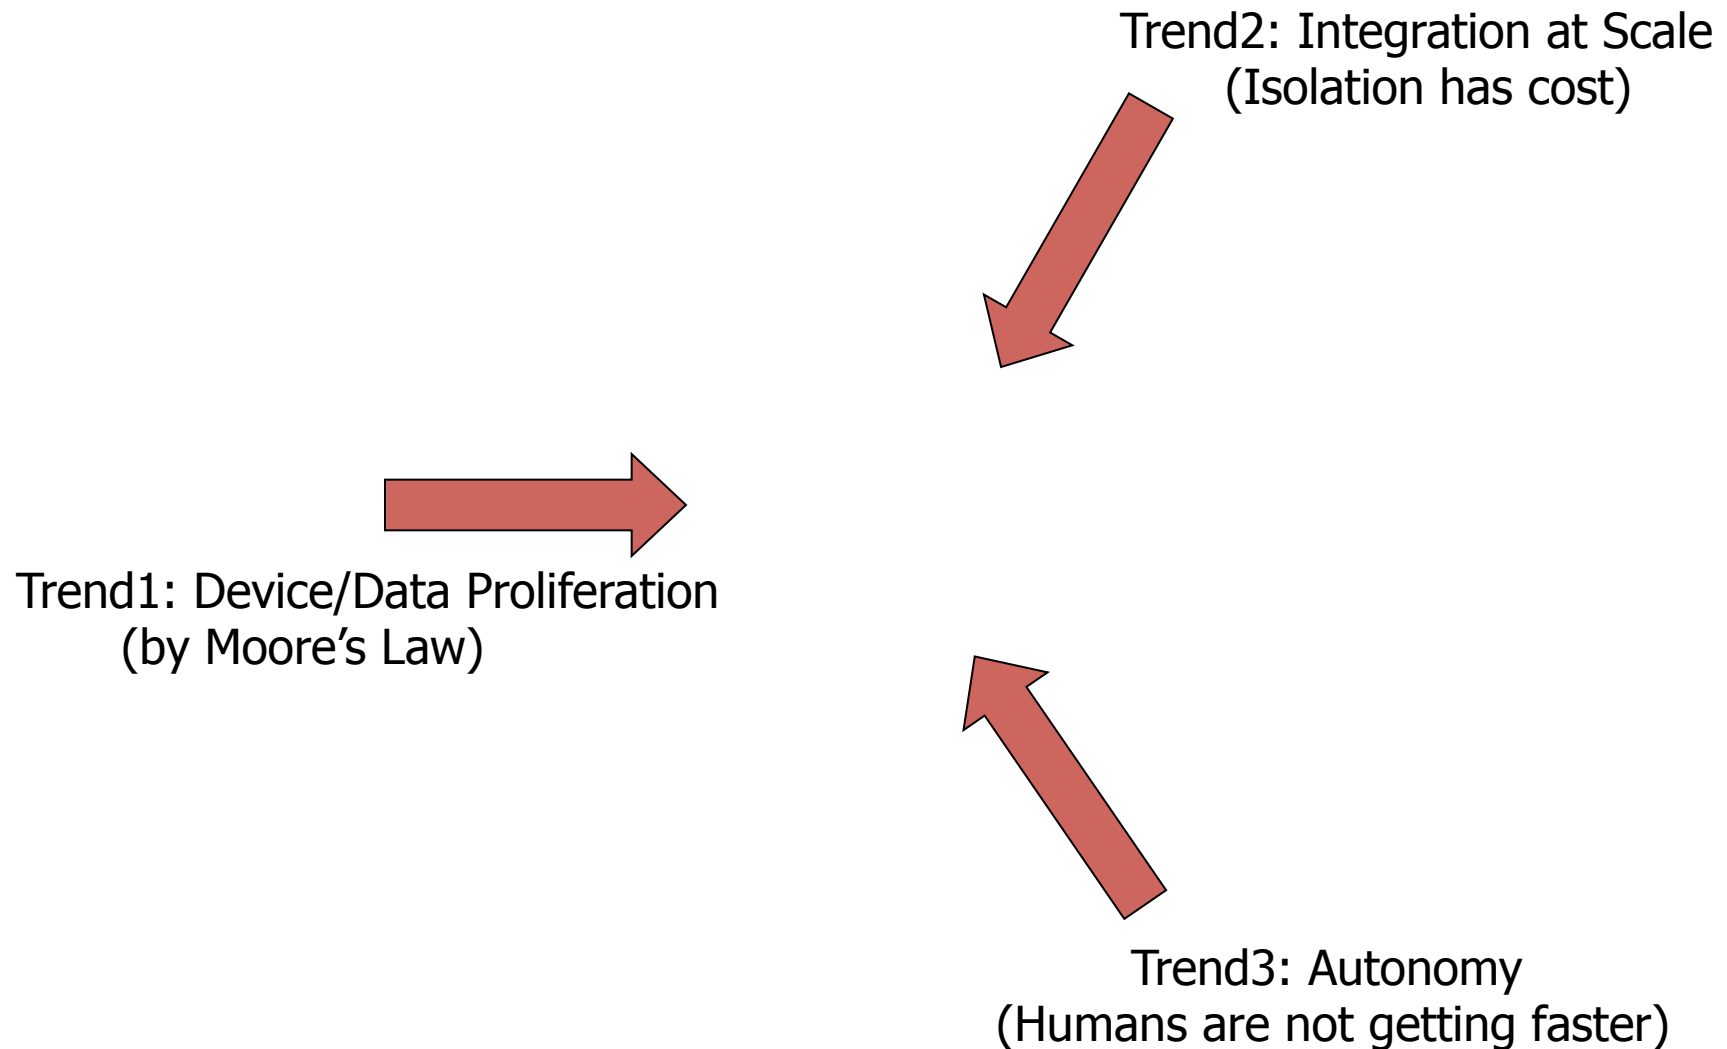 Trend2: Integration at Scale
(Isolation has cost)
Trend1: Device/Data Proliferation
(by Moore’s Law)
Trend3: Autonomy
(Humans are not getting faster)